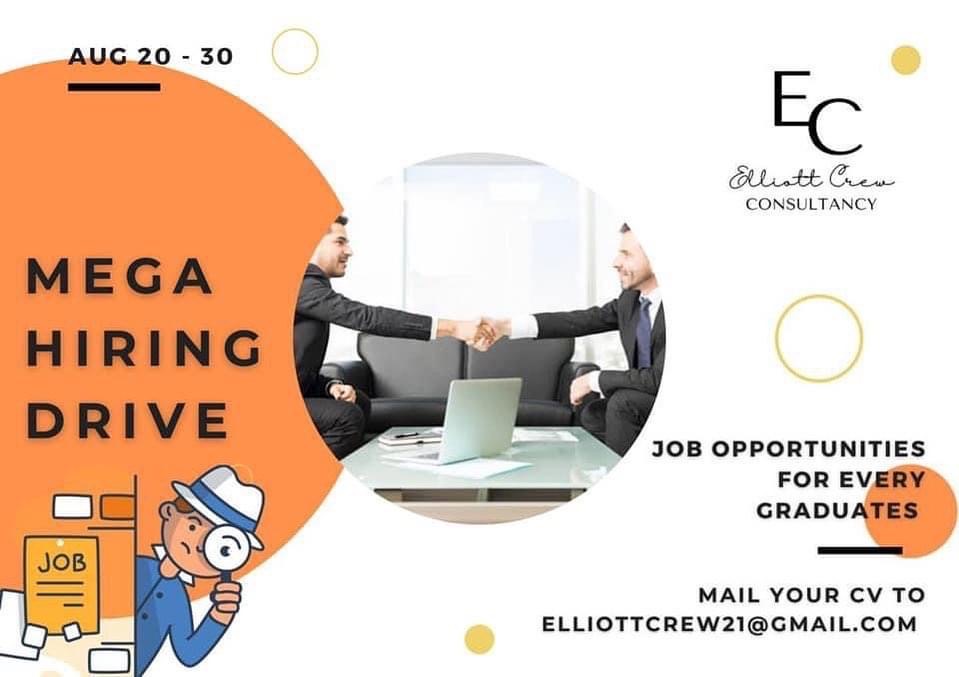 AUG 20 - 30
EC
Elliott Crew
CONSULTANCY
MEGA
HIRING
DRIVE
JOB
JOB OPPORTUNITIES
FOR EVERY
GRADUATES
MAIL YOUR CV TO
ELLIOTTCREW21@GMAIL.COM